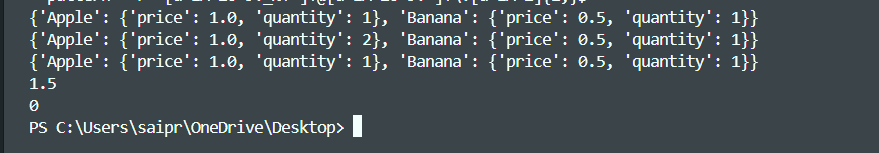 {'Apple': {'price': 1.0, 'quantity': 1}, 'Banana': {'price': 0.5, 'quantity': 1}}
{'Apple': {'price': 1.0, 'quantity': 2}, 'Banana': {'price': 0.5, 'quantity': 1}}
{'Apple': {'price': 1.0, 'quantity': 1}, 'Banana': {'price': 0.5, 'quantity': 1}}
1.5
0
PS C:\Users\saipr\OneDrive\Desktop>